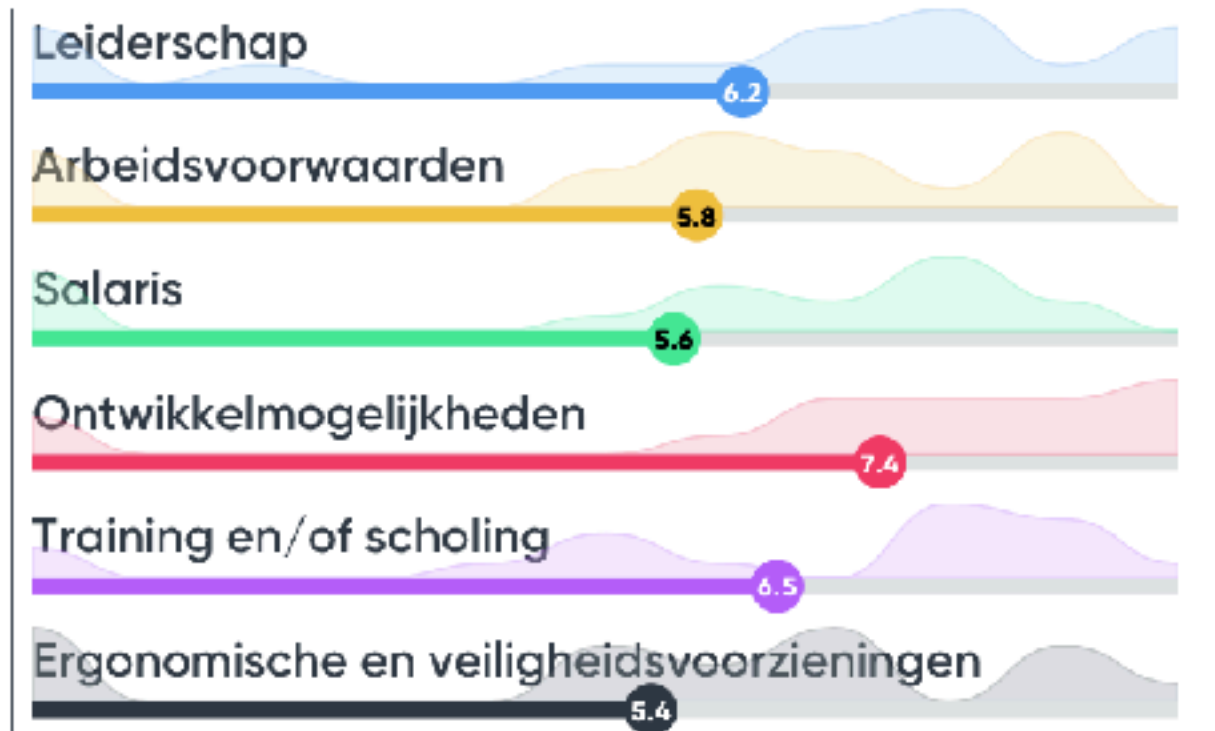 Leiderschap
6.2
Arbeidsvoorwaarden
5.8
Salaris
5.6
Ontwikkelmogelijkheden
7.4
Training en/of scholing
6.5
Ergonomische en veiligheidsvoorzieningen
5.4